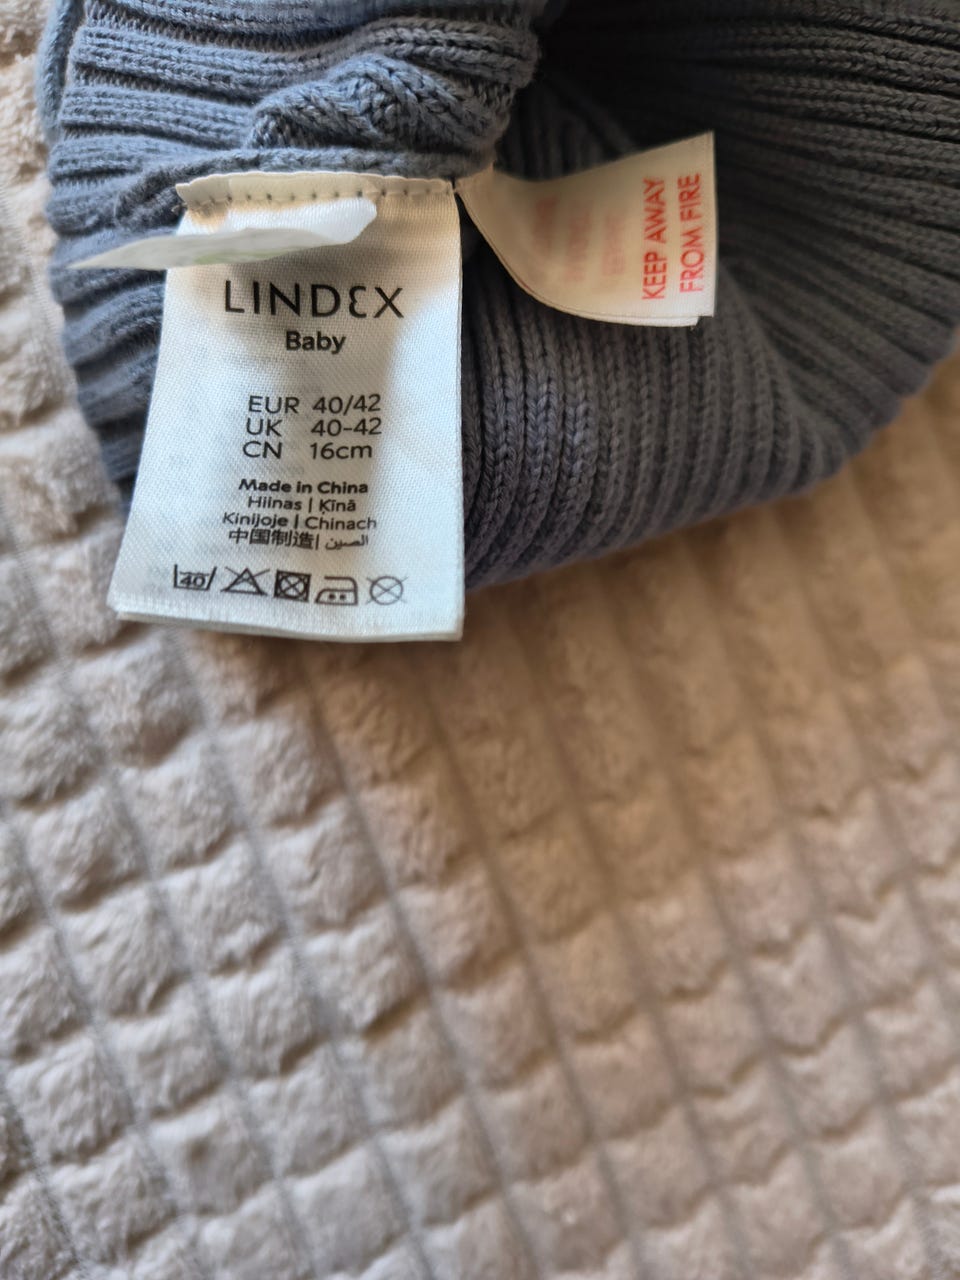 LINDEX
Baby
EUR 40/42
UK 40-42
CN 16cm
Made in China
Hiinas | Ķīnā
Kinijoje | Chinach
中国制造| الصين
40
KEEP AWAY
FROM FIRE